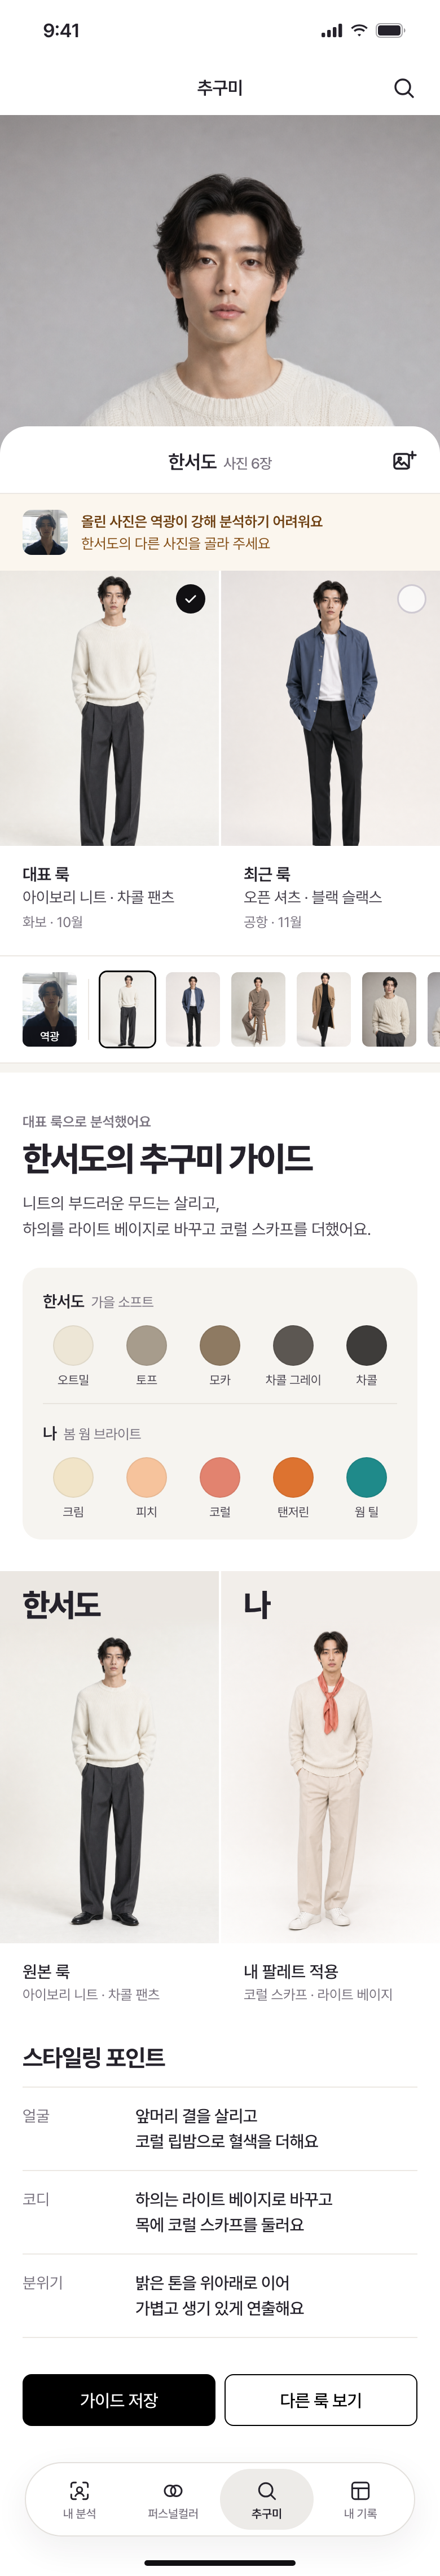 9:41
추구미
한서도 사진 6장
올린 사진은 역광이 강해 분석하기 어려워요
한서도의 다른 사진을 골라 주세요
대표 룩
아이보리 니트 · 차콜 팬츠
화보 · 10월
최근 룩
오픈 셔츠 · 블랙 슬랙스
공항 · 11월
역광
대표 룩으로 분석했어요
한서도의 추구미 가이드
니트의 부드러운 무드는 살리고,
하의를 라이트 베이지로 바꾸고 코럴 스카프를 더했어요.
한서도 가을 소프트
오트밀 토프 모카 차콜 그레이 차콜
나 봄 웜 브라이트
크림 피치 코럴 탠저린 웜 틸
한서도
나
원본 룩
아이보리 니트 · 차콜 팬츠
내 팔레트 적용
코럴 스카프 · 라이트 베이지
스타일링 포인트
얼굴
앞머리 결을 살리고
코럴 립밤으로 혈색을 더해요
코디
하의는 라이트 베이지로 바꾸고
목에 코럴 스카프를 둘러요
분위기
밝은 톤을 위아래로 이어
가볍고 생기 있게 연출해요
가이드 저장
다른 룩 보기
내 분석 퍼스널컬러 추구미 내 기록